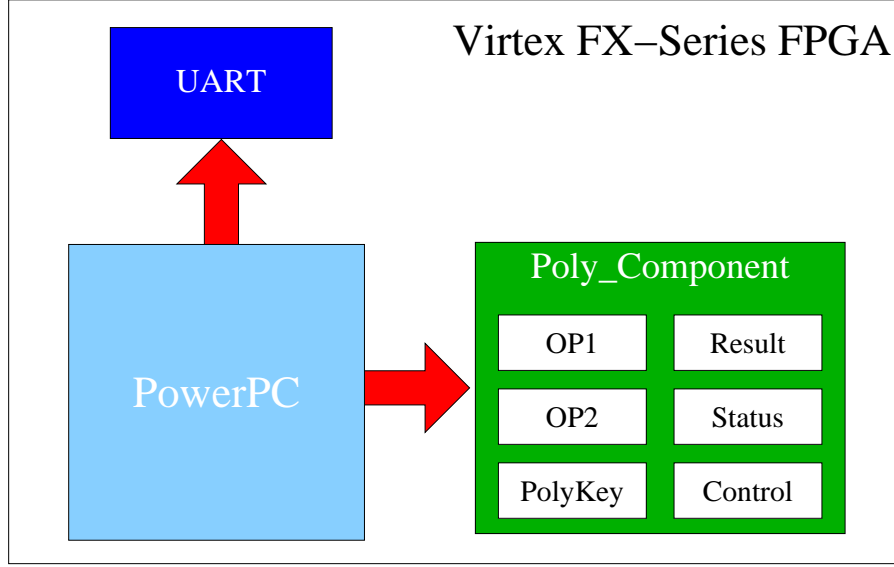 Virtex FX–Series FPGA
UART
PowerPC
Poly_Component
OP1
Result
OP2
Status
PolyKey
Control